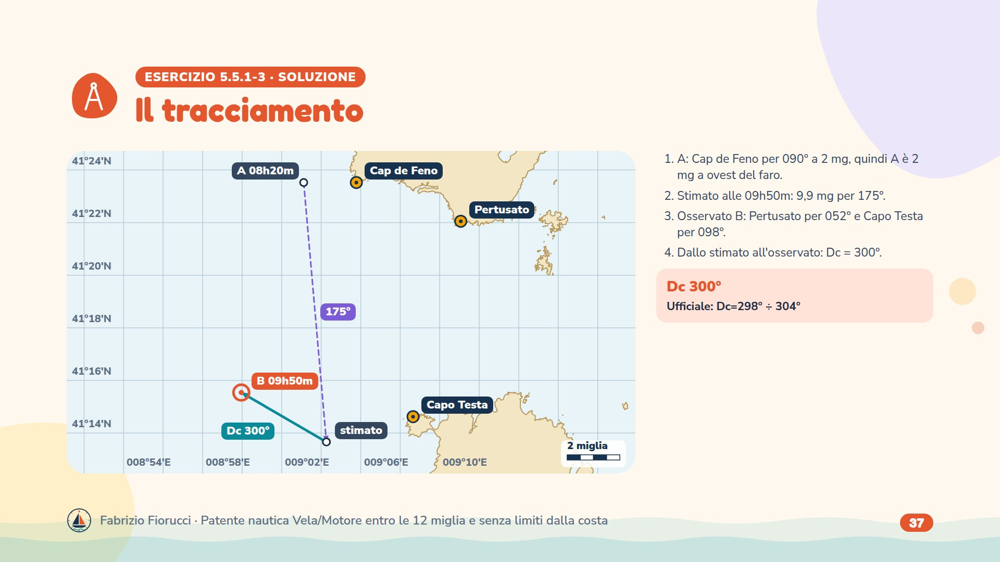 ESERCIZIO 5.5.1-3 · SOLUZIONE
Il tracciamento
41°24'N
41°22'N
41°20'N
41°18'N
41°16'N
41°14'N
008°54'E
008°58'E
009°02'E
009°06'E
009°10'E
A 08h20m
Cap de Feno
Pertusato
175°
B 09h50m
Capo Testa
Dc 300°
stimato
2 miglia
1. A: Cap de Feno per 090° a 2 mg, quindi A è 2
mg a ovest del faro.
2. Stimato alle 09h50m: 9,9 mg per 175°.
3. Osservato B: Pertusato per 052° e Capo Testa
per 098°.
4. Dallo stimato all'osservato: Dc = 300°.
Dc 300°
Ufficiale: Dc=298° ÷ 304°
Fabrizio Fiorucci · Patente nautica Vela/Motore entro le 12 miglia e senza limiti dalla costa
37